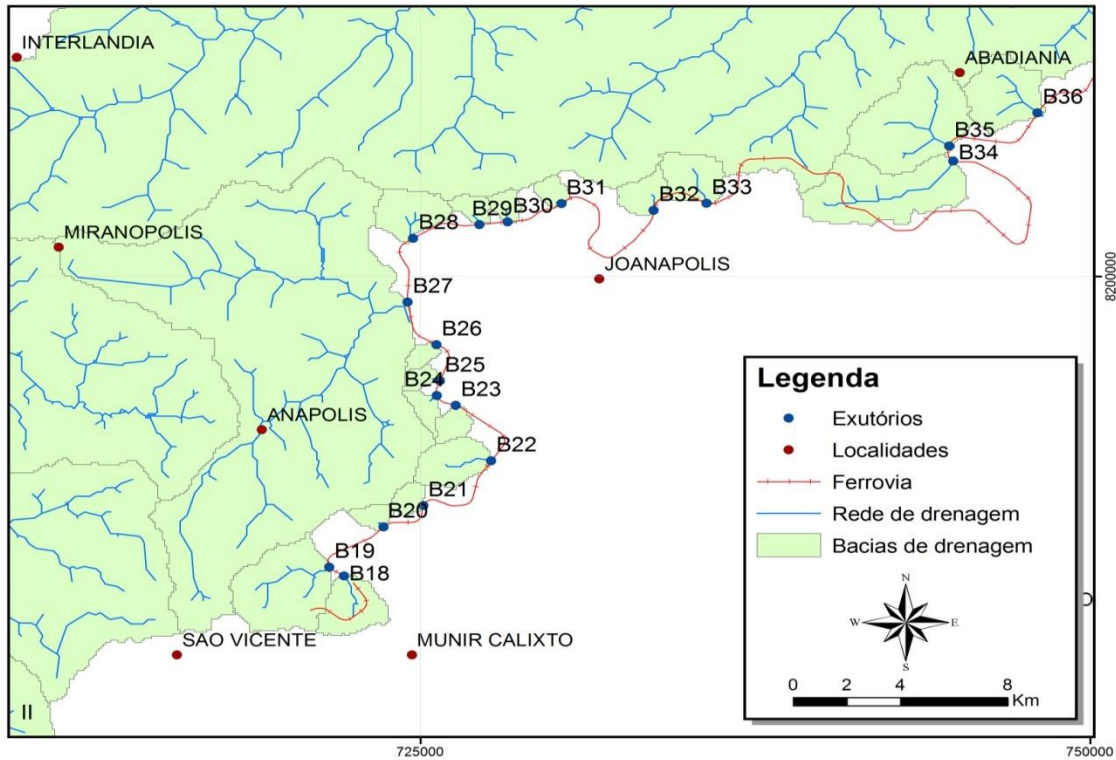 INTERLANDIA
ABADIANIA
B36
B35
B34
B31
B32
B33
B29
B30
B28
MIRANOPOLIS
JOANAPOLIS
8200000
B27
B26
B25
B24
B23
ANAPOLIS
B22
B21
B20
B19
B18
SAO VICENTE
MUNIR CALIXTO
II
Legenda
Exutórios
Localidades
Ferrovia
Rede de drenagem
Bacias de drenagem
N
W
E
S
0 2 4 8
Km
725000
750000